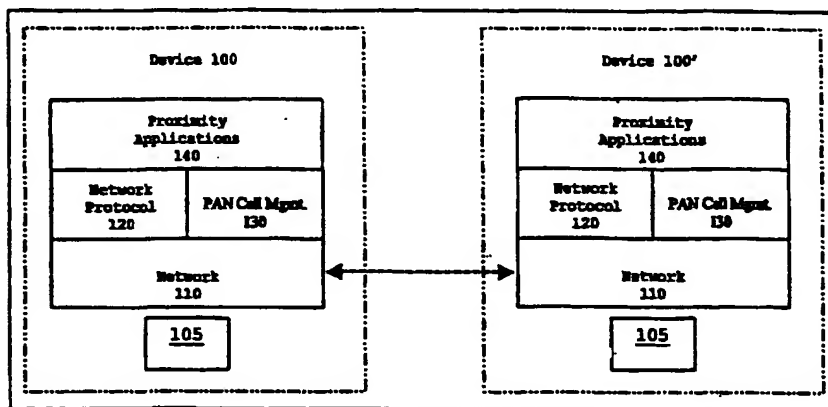 Device 100
Proximity
Applications
140
Network
Protocol
120
PAN Call Mgmt.
130
Network
110
105
Device 100'
Proximity
Applications
140
Network
Protocol
120
PAN Call Mgmt.
130
Network
110
105